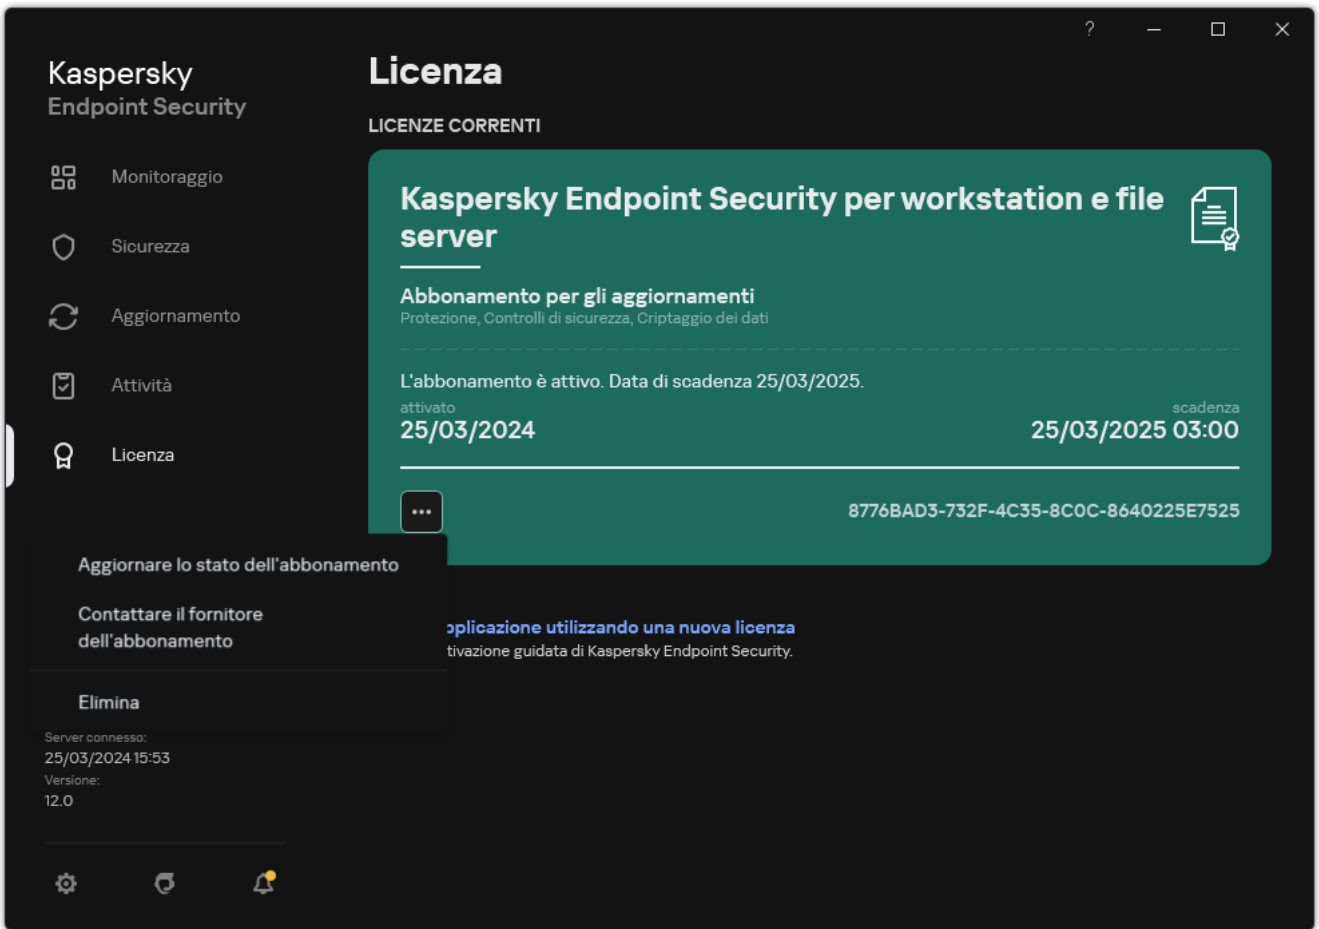 ?
Kaspersky
Endpoint Security
Monitoraggio
Sicurezza
Aggiornamento
Attività
Licenza
Licenza
LICENZE CORRENTI
Kaspersky Endpoint Security per workstation e file
server
Abbonamento per gli aggiornamenti
Protezione, Controlli di sicurezza, Criptaggio dei dati
L'abbonamento è attivo. Data di scadenza 25/03/2025.
attivato
scadenza
25/03/2024
25/03/2025 03:00
8776BAD3-732F-4C35-8C0C-8640225E7525
Aggiornare lo stato dell'abbonamento
Contattare il fornitore
dell'abbonamento
Elimina
utilizzando una nuova licenza
guidata di Kaspersky Endpoint Security.
Server connesso:
25/03/2024 15:53
Versione:
12.0